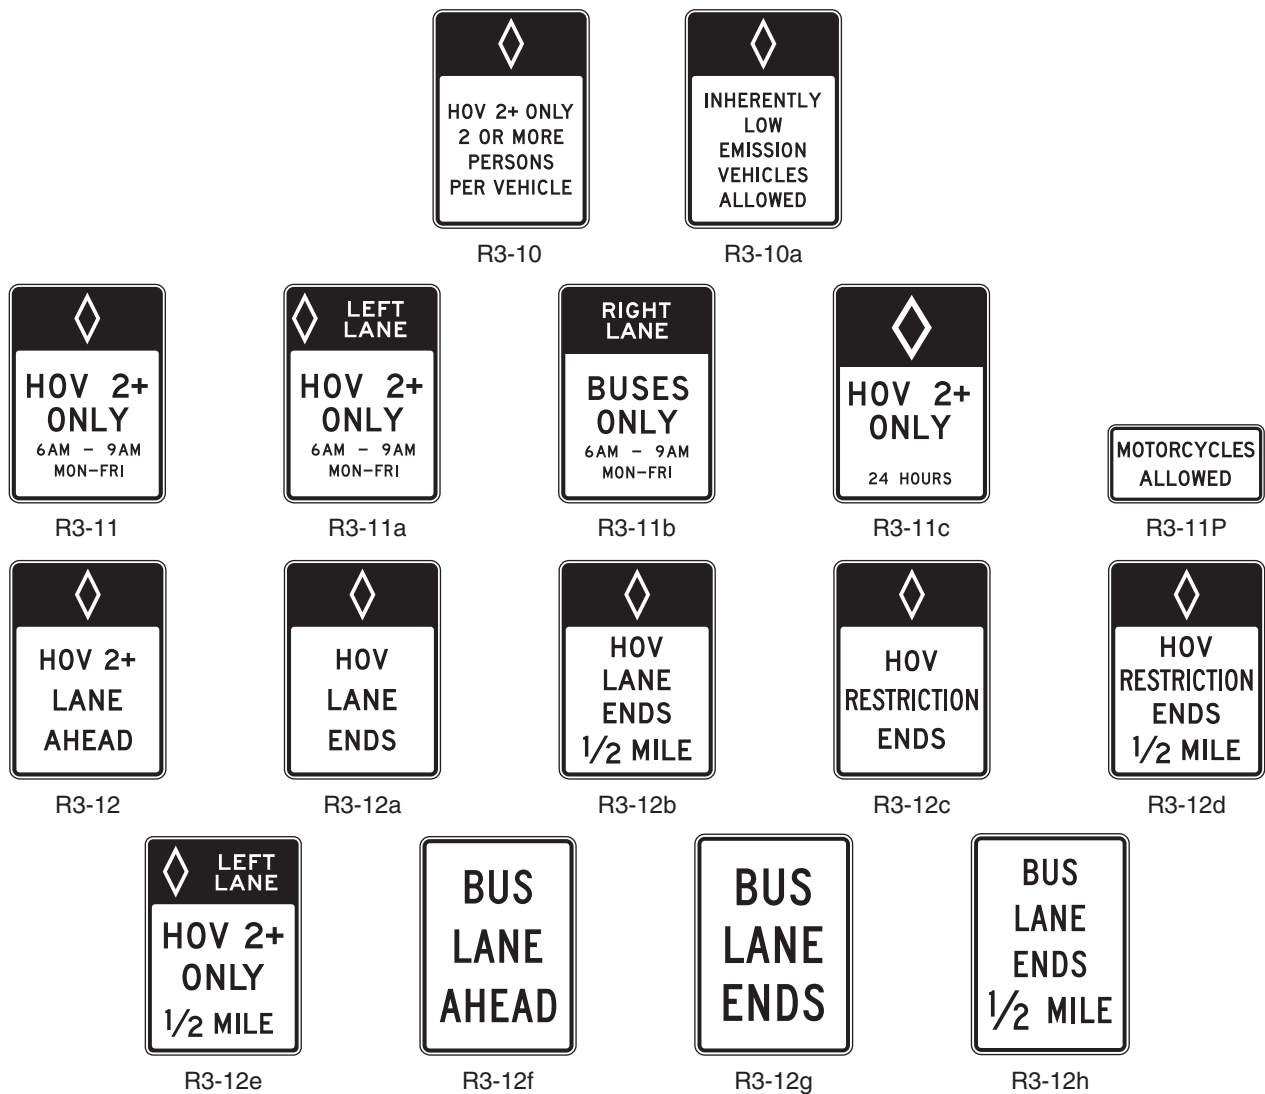 HOV 2+ ONLY
2 OR MORE
PERSONS
PER VEHICLE
R3-10
INHERENTLY
LOW
EMISSION
VEHICLES
ALLOWED
R3-10a
HOV 2+
ONLY
6AM – 9AM
MON–FRI
R3-11
LEFT
LANE
HOV 2+
ONLY
6AM – 9AM
MON–FRI
R3-11a
RIGHT
LANE
BUSES
ONLY
6AM – 9AM
MON–FRI
R3-11b
HOV 2+
ONLY
24 HOURS
R3-11c
MOTORCYCLES
ALLOWED
R3-11P
HOV 2+
LANE
AHEAD
R3-12
HOV
LANE
ENDS
R3-12a
HOV
LANE
ENDS
1/2 MILE
R3-12b
HOV
RESTRICTION
ENDS
R3-12c
HOV
RESTRICTION
ENDS
1/2 MILE
R3-12d
LEFT
LANE
HOV 2+
ONLY
1/2 MILE
R3-12e
BUS
LANE
AHEAD
R3-12f
BUS
LANE
ENDS
R3-12g
BUS
LANE
ENDS
1/2 MILE
R3-12h